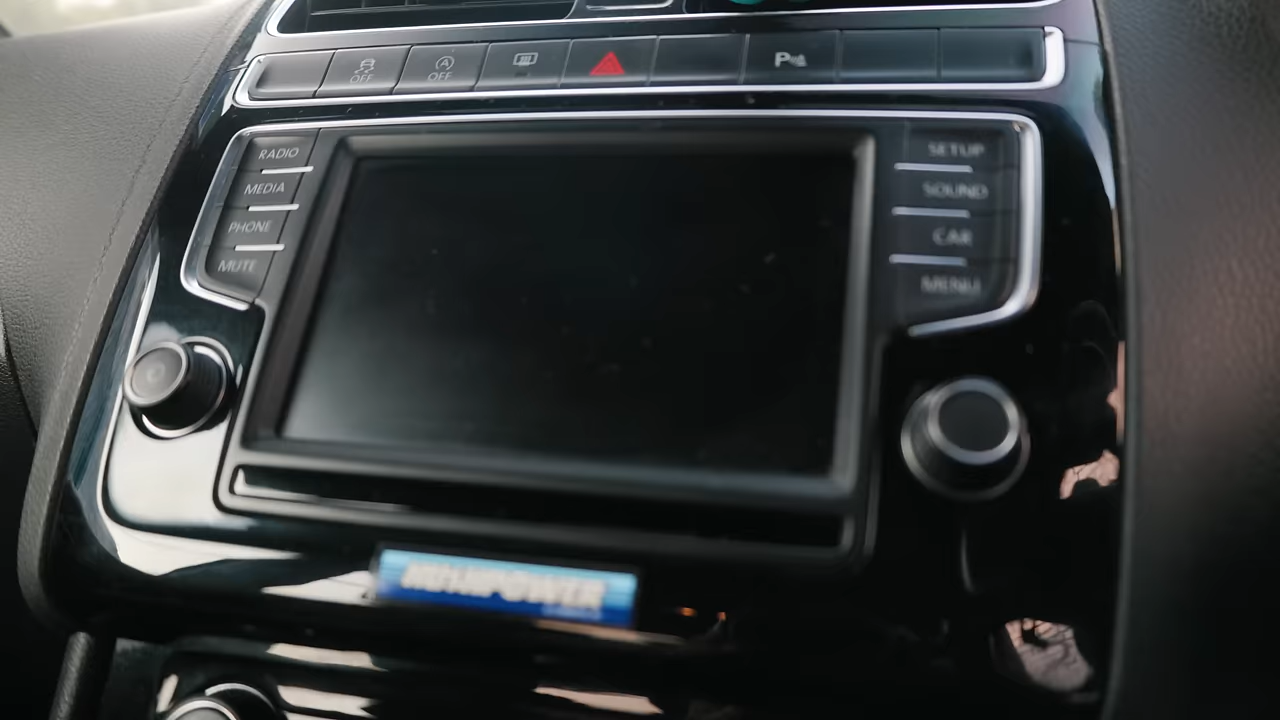 OFF
A
OFF
P
RADIO
MEDIA
PHONE
MUTE
SETUP
SOUND
CAR
MENU